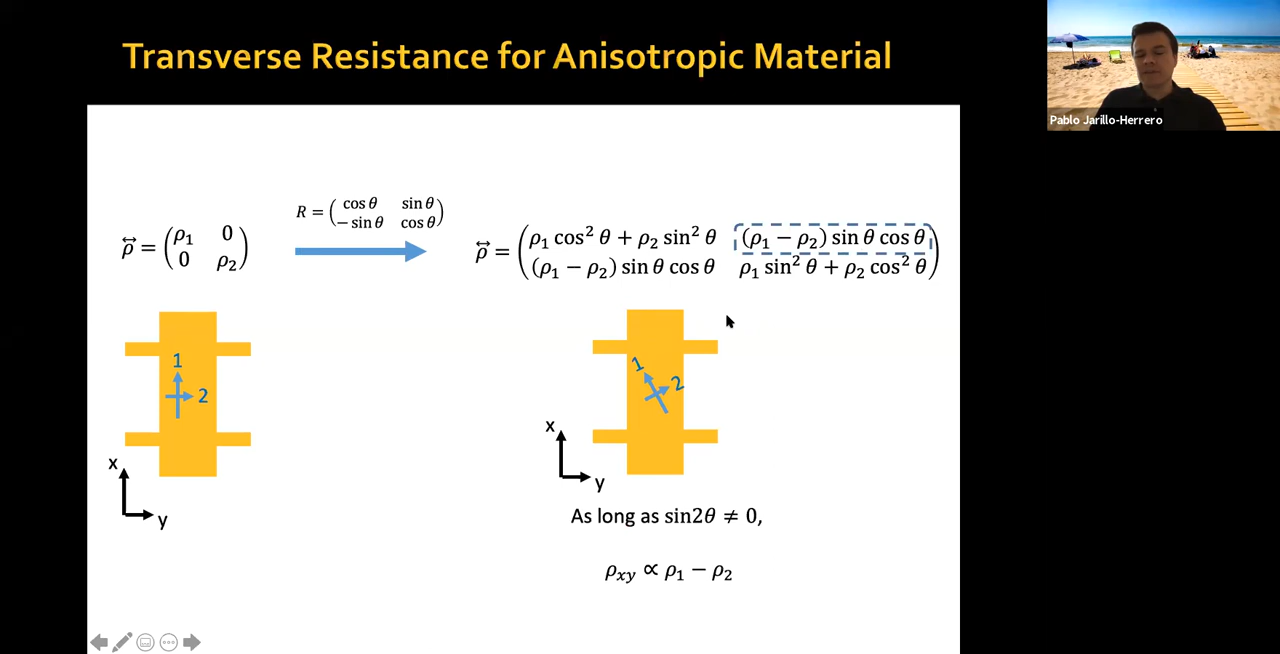 Transverse Resistance for Anisotropic Material
Pablo Jarillo-Herrero
R = ( cos θ sin θ
− sin θ cos θ )
ρ⃡ = ( ρ₁ 0
0 ρ₂ )
ρ⃡ = ( ρ₁ cos² θ + ρ₂ sin² θ (ρ₁ − ρ₂) sin θ cos θ
(ρ₁ − ρ₂) sin θ cos θ ρ₁ sin² θ + ρ₂ cos² θ )
1
2
x
y
1
2
x
y
As long as sin2θ ≠ 0,
ρxy ∝ ρ₁ − ρ₂